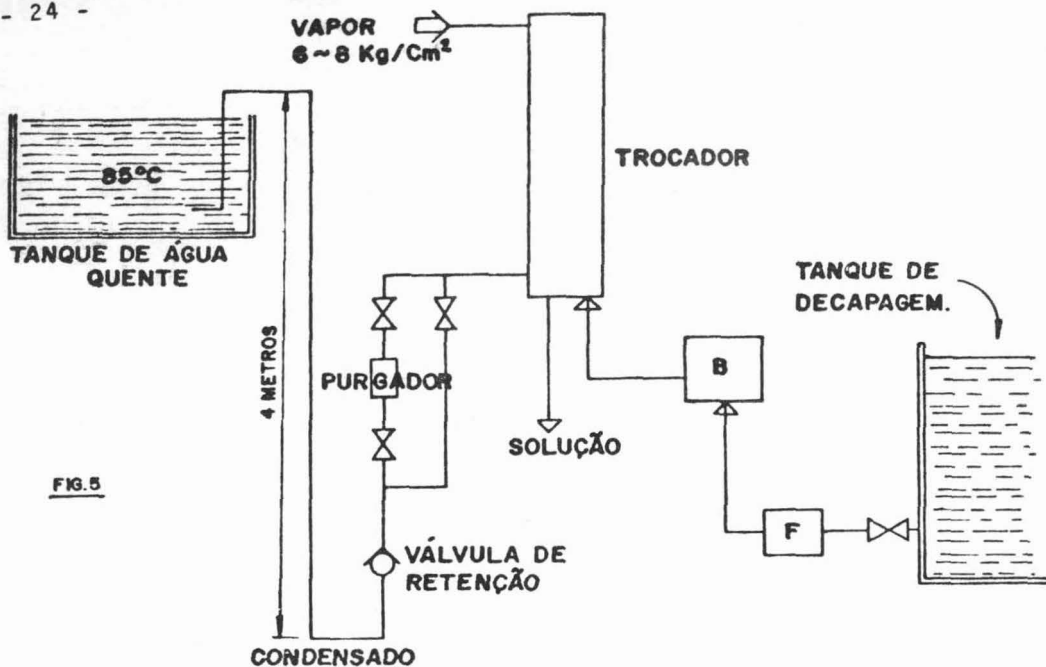 - 24 -
VAPOR
6~8 Kg/Cm²
TROCADOR
85°C
TANQUE DE ÁGUA
QUENTE
TANQUE DE
DECAPAGEM.
4 METROS
PURGADOR
B
SOLUÇÃO
FIG.5
F
VÁLVULA DE
RETENÇÃO
CONDENSADO